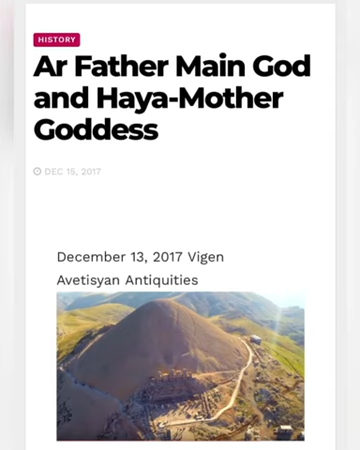 HISTORY
Ar Father Main God
and Haya-Mother
Goddess
DEC 15, 2017
December 13, 2017 Vigen
Avetisyan Antiquities